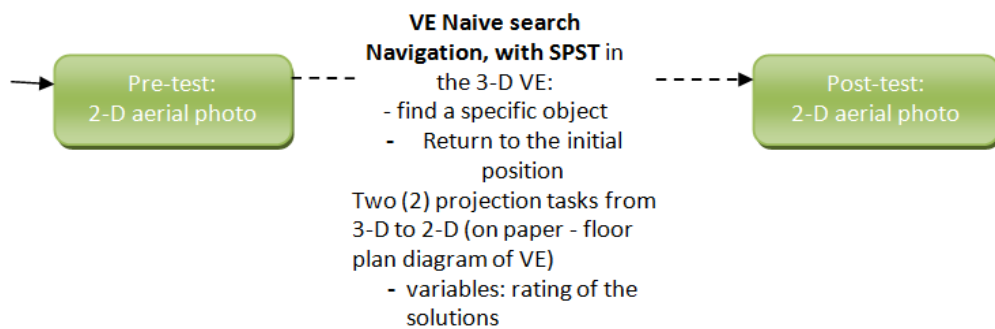 Pre-test:
2-D aerial photo
VE Naive search
Navigation, with SPST in
the 3-D VE:
- find a specific object
- Return to the initial
position
Two (2) projection tasks from
3-D to 2-D (on paper - floor
plan diagram of VE)
- variables: rating of the
solutions
Post-test:
2-D aerial photo